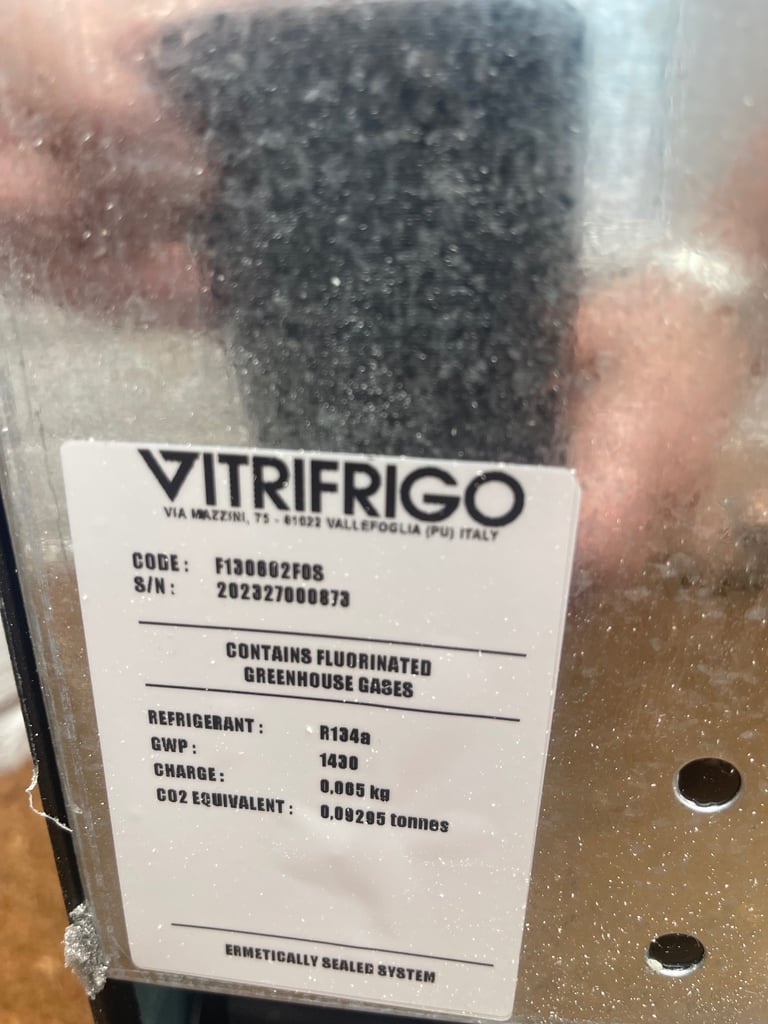 VITRIFRIGO
VIA MAZZINI, 75 - 61022 VALLEFOGLIA (PU) ITALY
CODE : F130602F0S
S/N : 202327000873
CONTAINS FLUORINATED
GREENHOUSE GASES
REFRIGERANT : R134a
GWP : 1430
CHARGE : 0,065 kg
CO2 EQUIVALENT : 0,09295 tonnes
ERMETICALLY SEALED SYSTEM